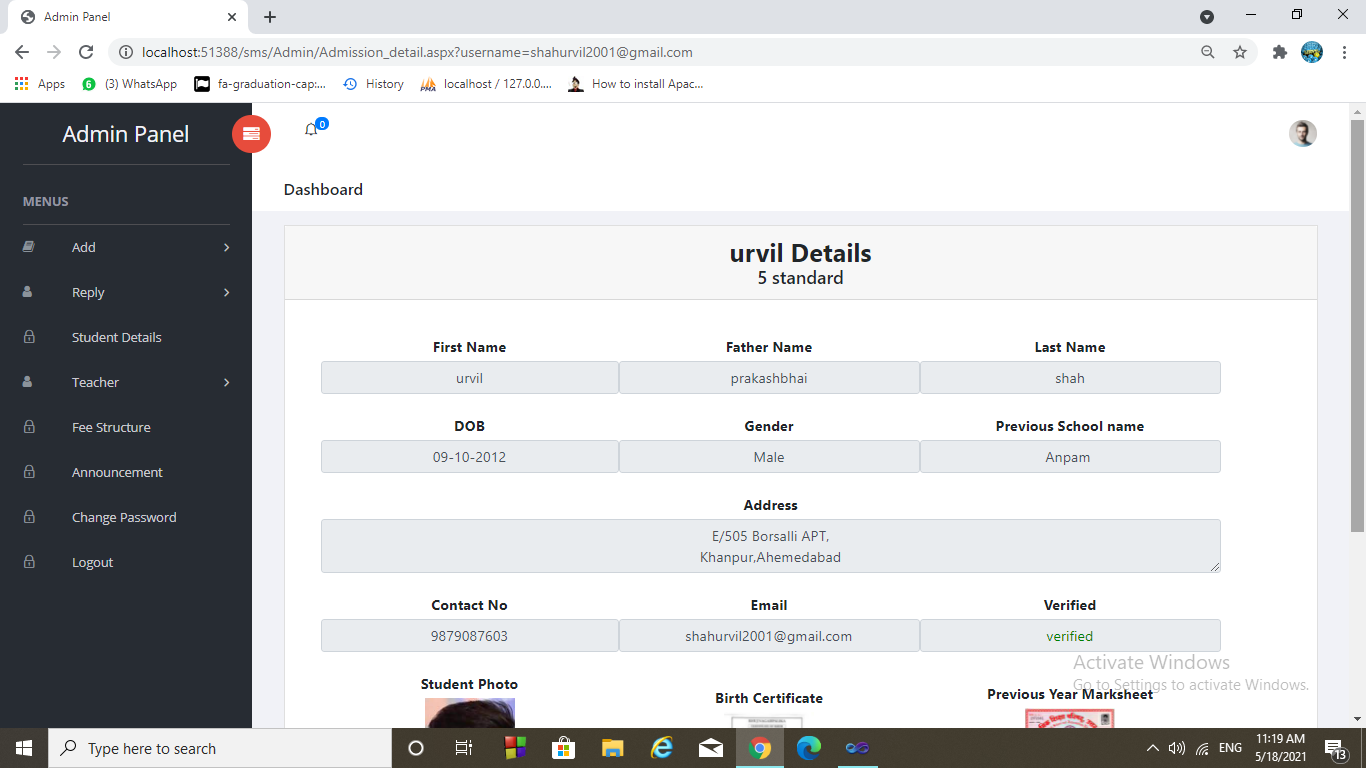 Admin Panel
localhost:51388/sms/Admin/Admission_detail.aspx?username=shahurvil2001@gmail.com
Apps
6
(3) WhatsApp
fa-graduation-cap:...
History
PMA
localhost / 127.0.0....
How to install Apac...
Admin Panel
0
Dashboard
MENUS
Add
Reply
Student Details
Teacher
Fee Structure
Announcement
Change Password
Logout
urvil Details
5 standard
First Name
Father Name
Last Name
urvil
prakashbhai
shah
DOB
Gender
Previous School name
09-10-2012
Male
Anpam
Address
E/505 Borsalli APT,
Khanpur,Ahemedabad
Contact No
Email
Verified
9879087603
shahurvil2001@gmail.com
verified
Activate Windows
Go to Settings to activate Windows.
Student Photo
Birth Certificate
Previous Year Marksheet
Type here to search
ENG
11:19 AM
5/18/2021
13